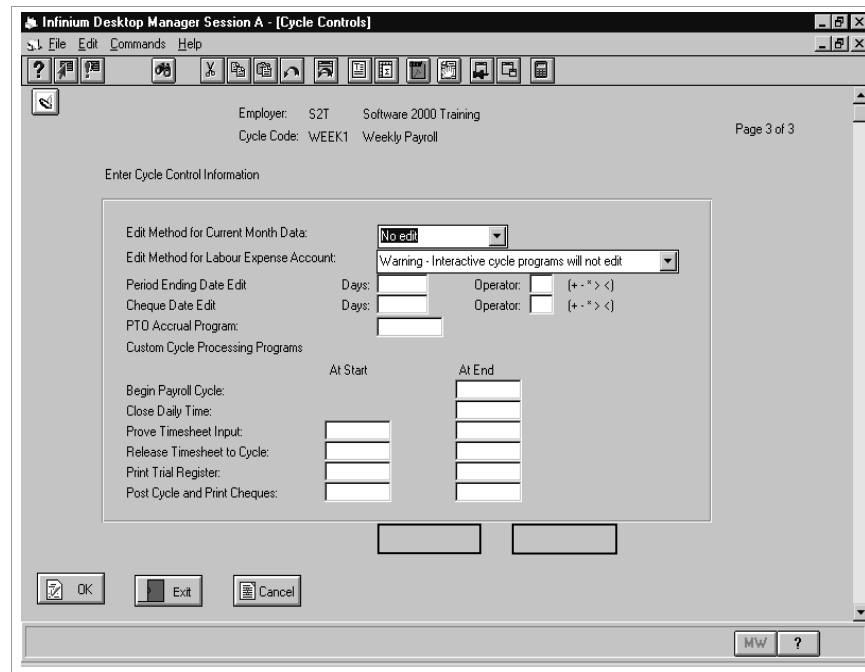 Infinium Desktop Manager Session A - [Cycle Controls]
File Edit Commands Help
Employer: S2T Software 2000 Training
Cycle Code: WEEK1 Weekly Payroll
Page 3 of 3
Enter Cycle Control Information
Edit Method for Current Month Data: No edit
Edit Method for Labour Expense Account: Warning - Interactive cycle programs will not edit
Period Ending Date Edit Days: Operator: (+ - * > <)
Cheque Date Edit Days: Operator: (+ - * > <)
PTO Accrual Program:
Custom Cycle Processing Programs
At Start At End
Begin Payroll Cycle:
Close Daily Time:
Prove Timesheet Input:
Release Timesheet to Cycle:
Print Trial Register:
Post Cycle and Print Cheques:
OK Exit Cancel
MW ?